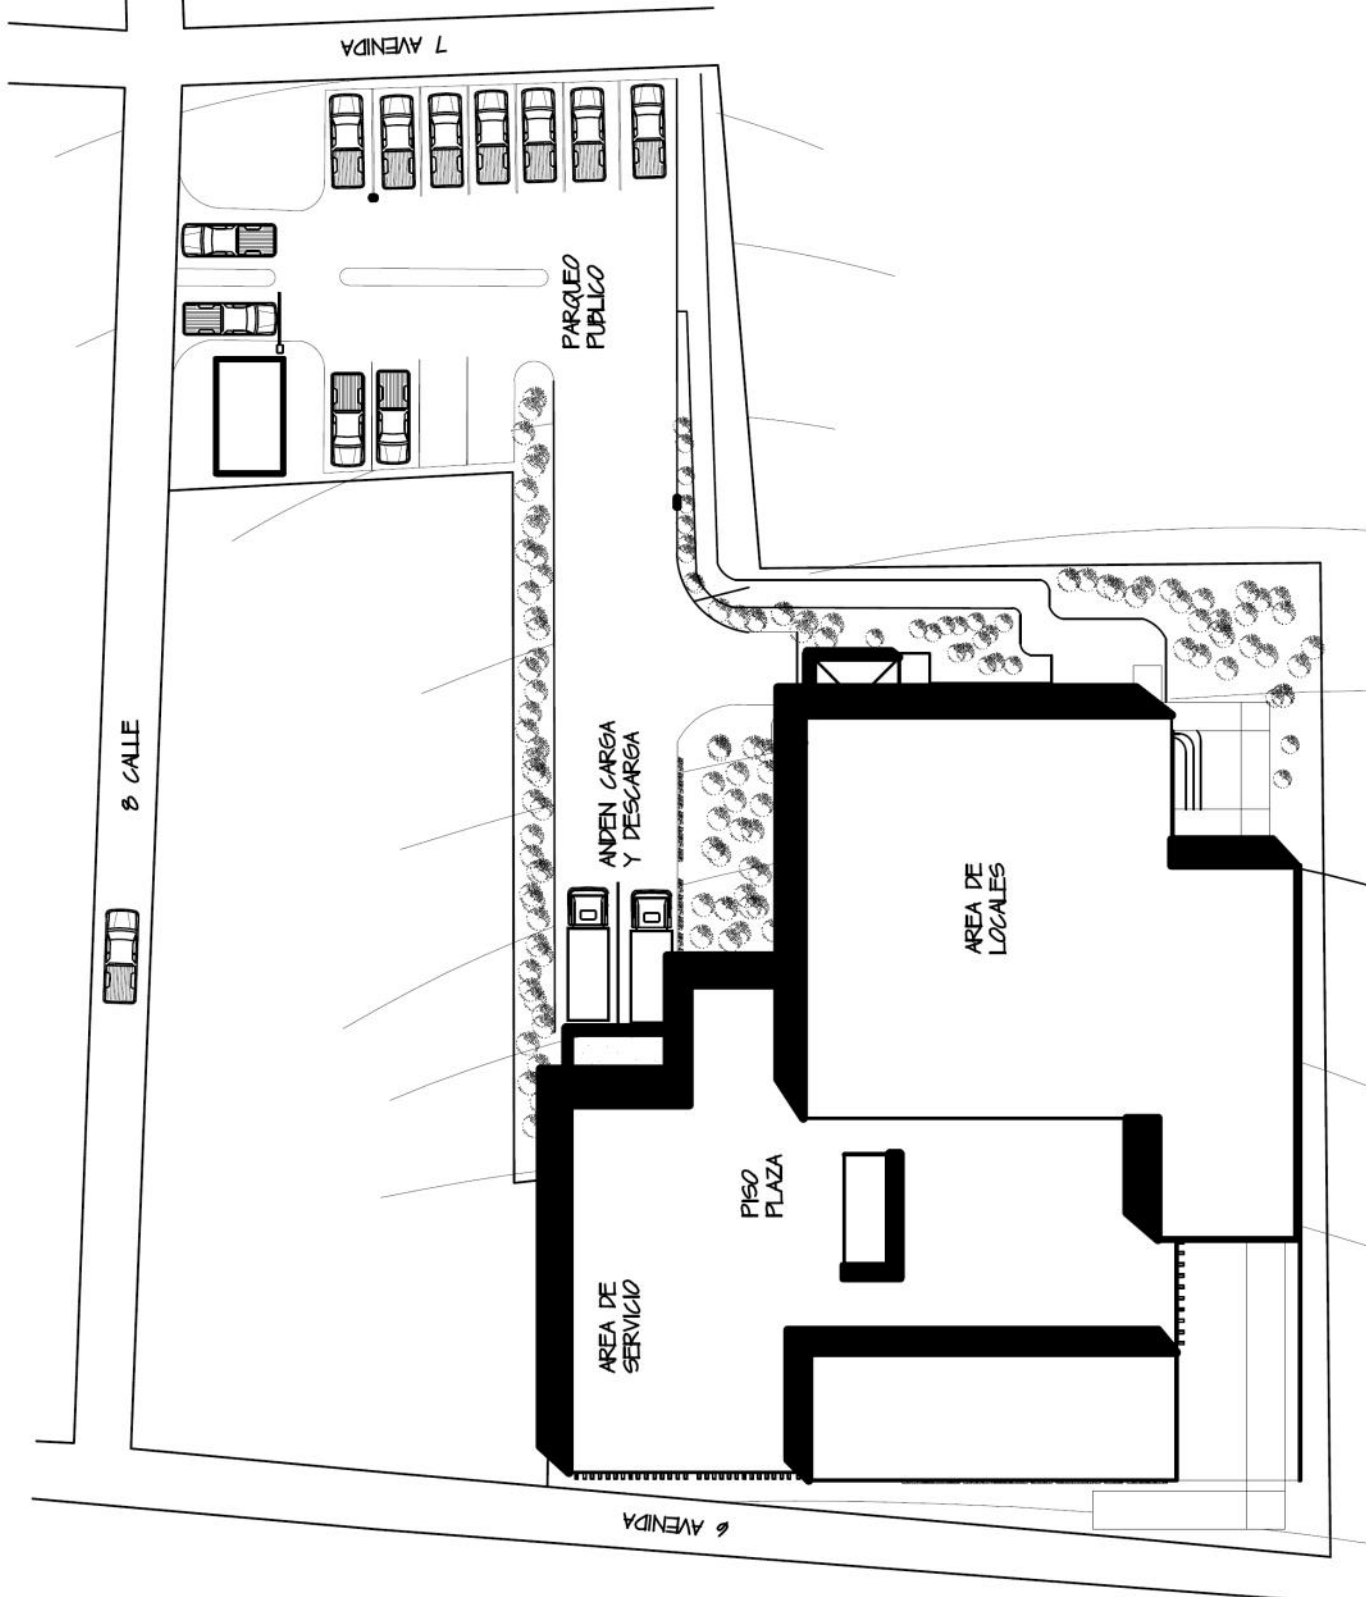 7 AVENIDA
PARQUEO
PUBLICO
8 CALLE
ANDEN CARGA
Y DESCARGA
AREA DE
LOCALES
PISO
PLAZA
AREA DE
SERVICIO
6 AVENIDA